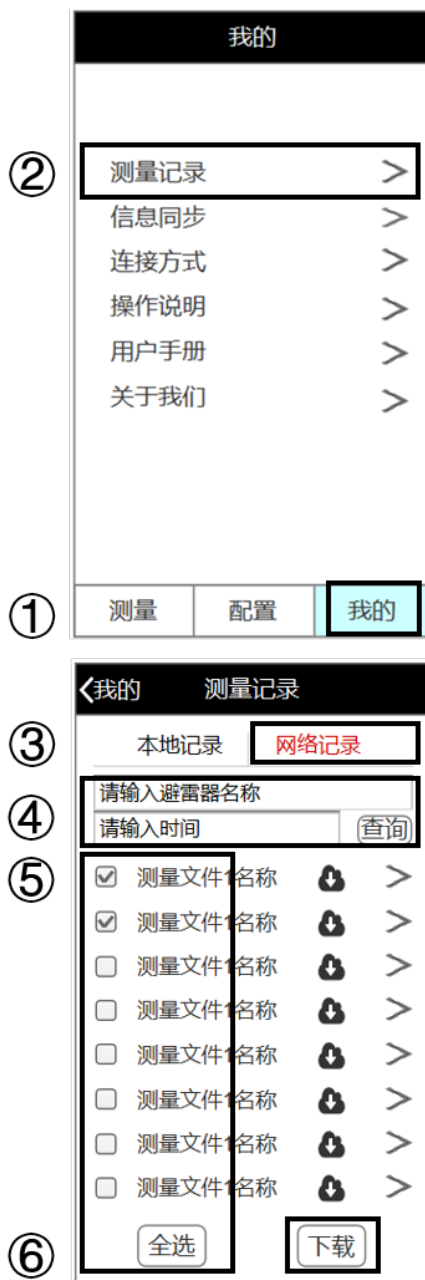 我的
② 测量记录 >
信息同步 >
连接方式 >
操作说明 >
用户手册 >
关于我们 >
① 测量 配置 我的
<我的 测量记录
③ 本地记录 网络记录
请输入避雷器名称
④ 请输入时间 查询
⑤ 测量文件1名称 >
测量文件1名称 >
测量文件1名称 >
测量文件1名称 >
测量文件1名称 >
测量文件1名称 >
测量文件1名称 >
测量文件1名称 >
⑥ 全选 下载